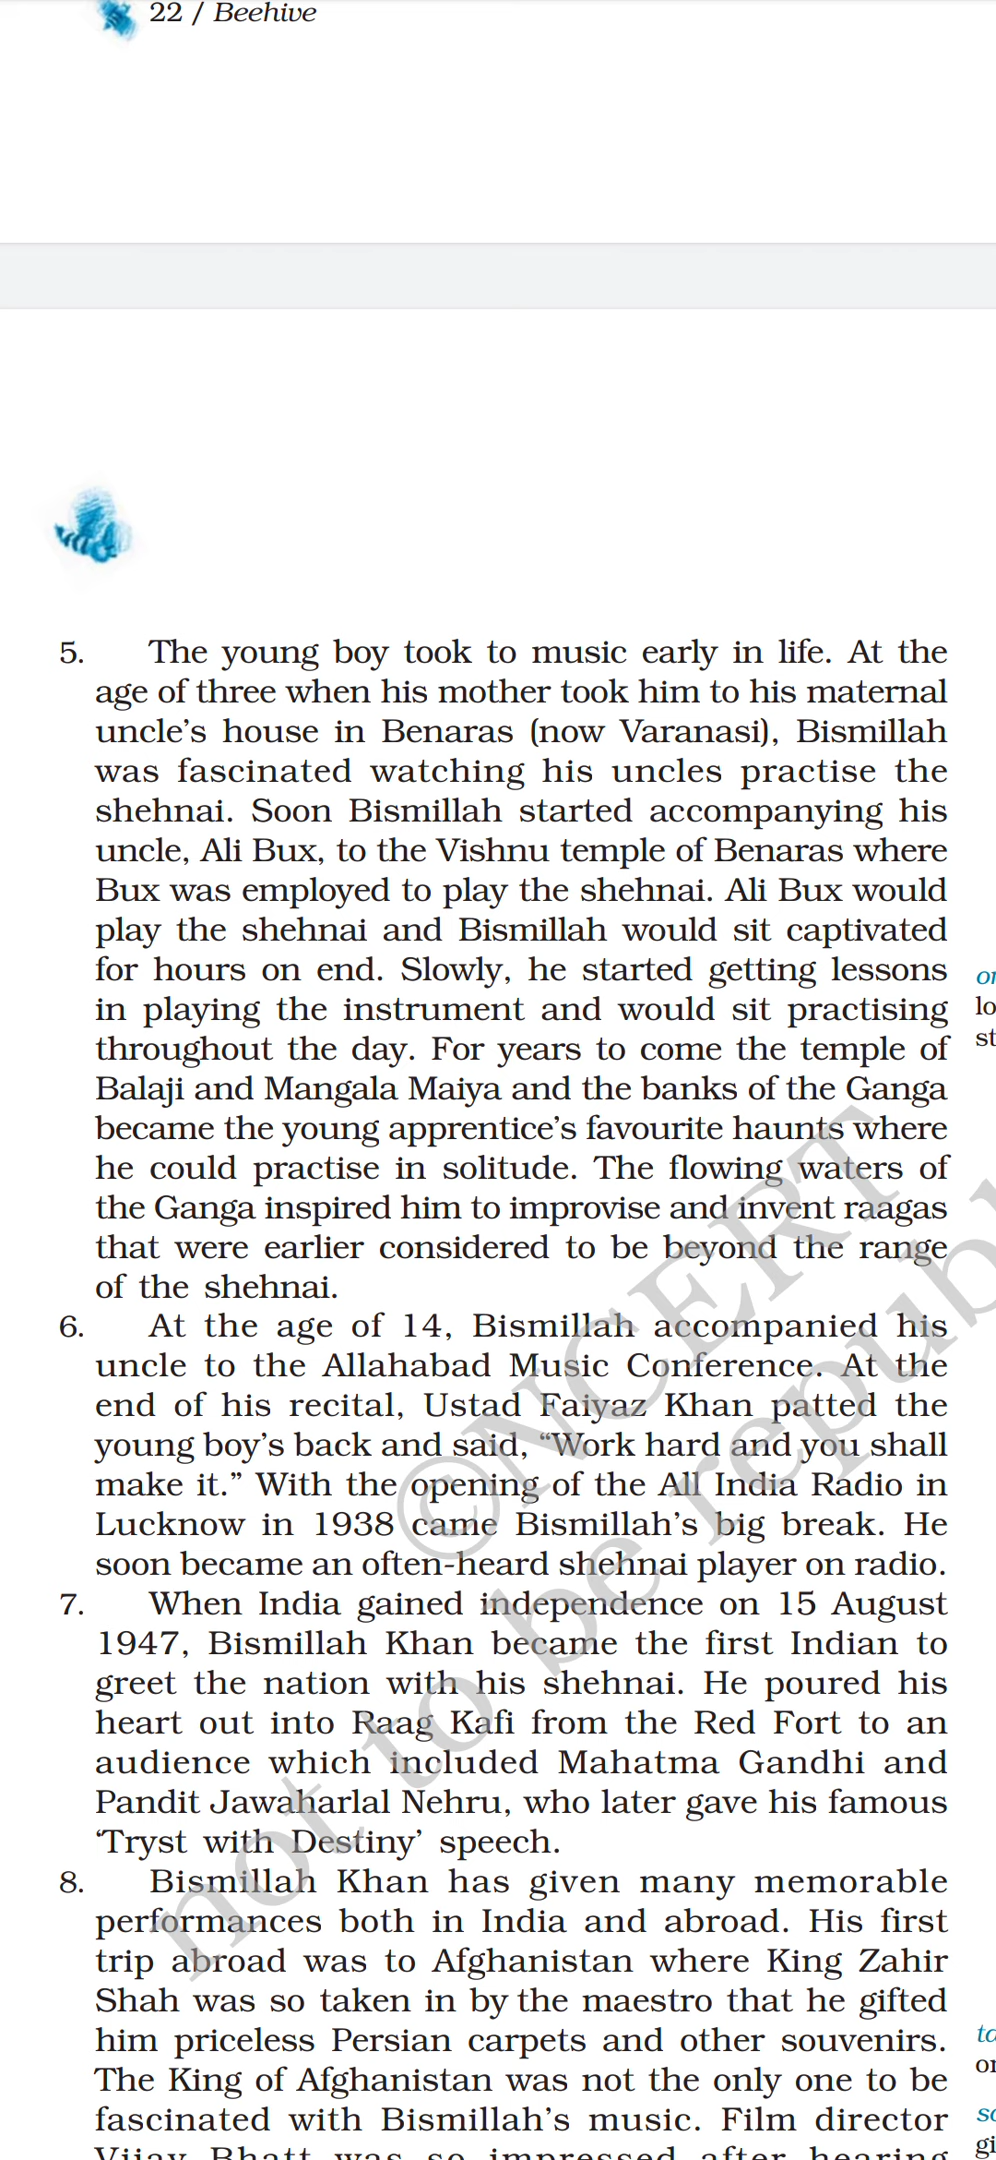 22 / Beehive
5. The young boy took to music early in life. At the
age of three when his mother took him to his maternal
uncle’s house in Benaras (now Varanasi), Bismillah
was fascinated watching his uncles practise the
shehnai. Soon Bismillah started accompanying his
uncle, Ali Bux, to the Vishnu temple of Benaras where
Bux was employed to play the shehnai. Ali Bux would
play the shehnai and Bismillah would sit captivated
for hours on end. Slowly, he started getting lessons
in playing the instrument and would sit practising
throughout the day. For years to come the temple of
Balaji and Mangala Maiya and the banks of the Ganga
became the young apprentice’s favourite haunts where
he could practise in solitude. The flowing waters of
the Ganga inspired him to improvise and invent raagas
that were earlier considered to be beyond the range
of the shehnai.
6. At the age of 14, Bismillah accompanied his
uncle to the Allahabad Music Conference. At the
end of his recital, Ustad Faiyaz Khan patted the
young boy’s back and said, “Work hard and you shall
make it.” With the opening of the All India Radio in
Lucknow in 1938 came Bismillah’s big break. He
soon became an often-heard shehnai player on radio.
7. When India gained independence on 15 August
1947, Bismillah Khan became the first Indian to
greet the nation with his shehnai. He poured his
heart out into Raag Kafi from the Red Fort to an
audience which included Mahatma Gandhi and
Pandit Jawaharlal Nehru, who later gave his famous
‘Tryst with Destiny’ speech.
8. Bismillah Khan has given many memorable
performances both in India and abroad. His first
trip abroad was to Afghanistan where King Zahir
Shah was so taken in by the maestro that he gifted
him priceless Persian carpets and other souvenirs.
The King of Afghanistan was not the only one to be
fascinated with Bismillah’s music. Film director
Vijay Bhatt was so impressed after hearing
©NCERT
not to be repub